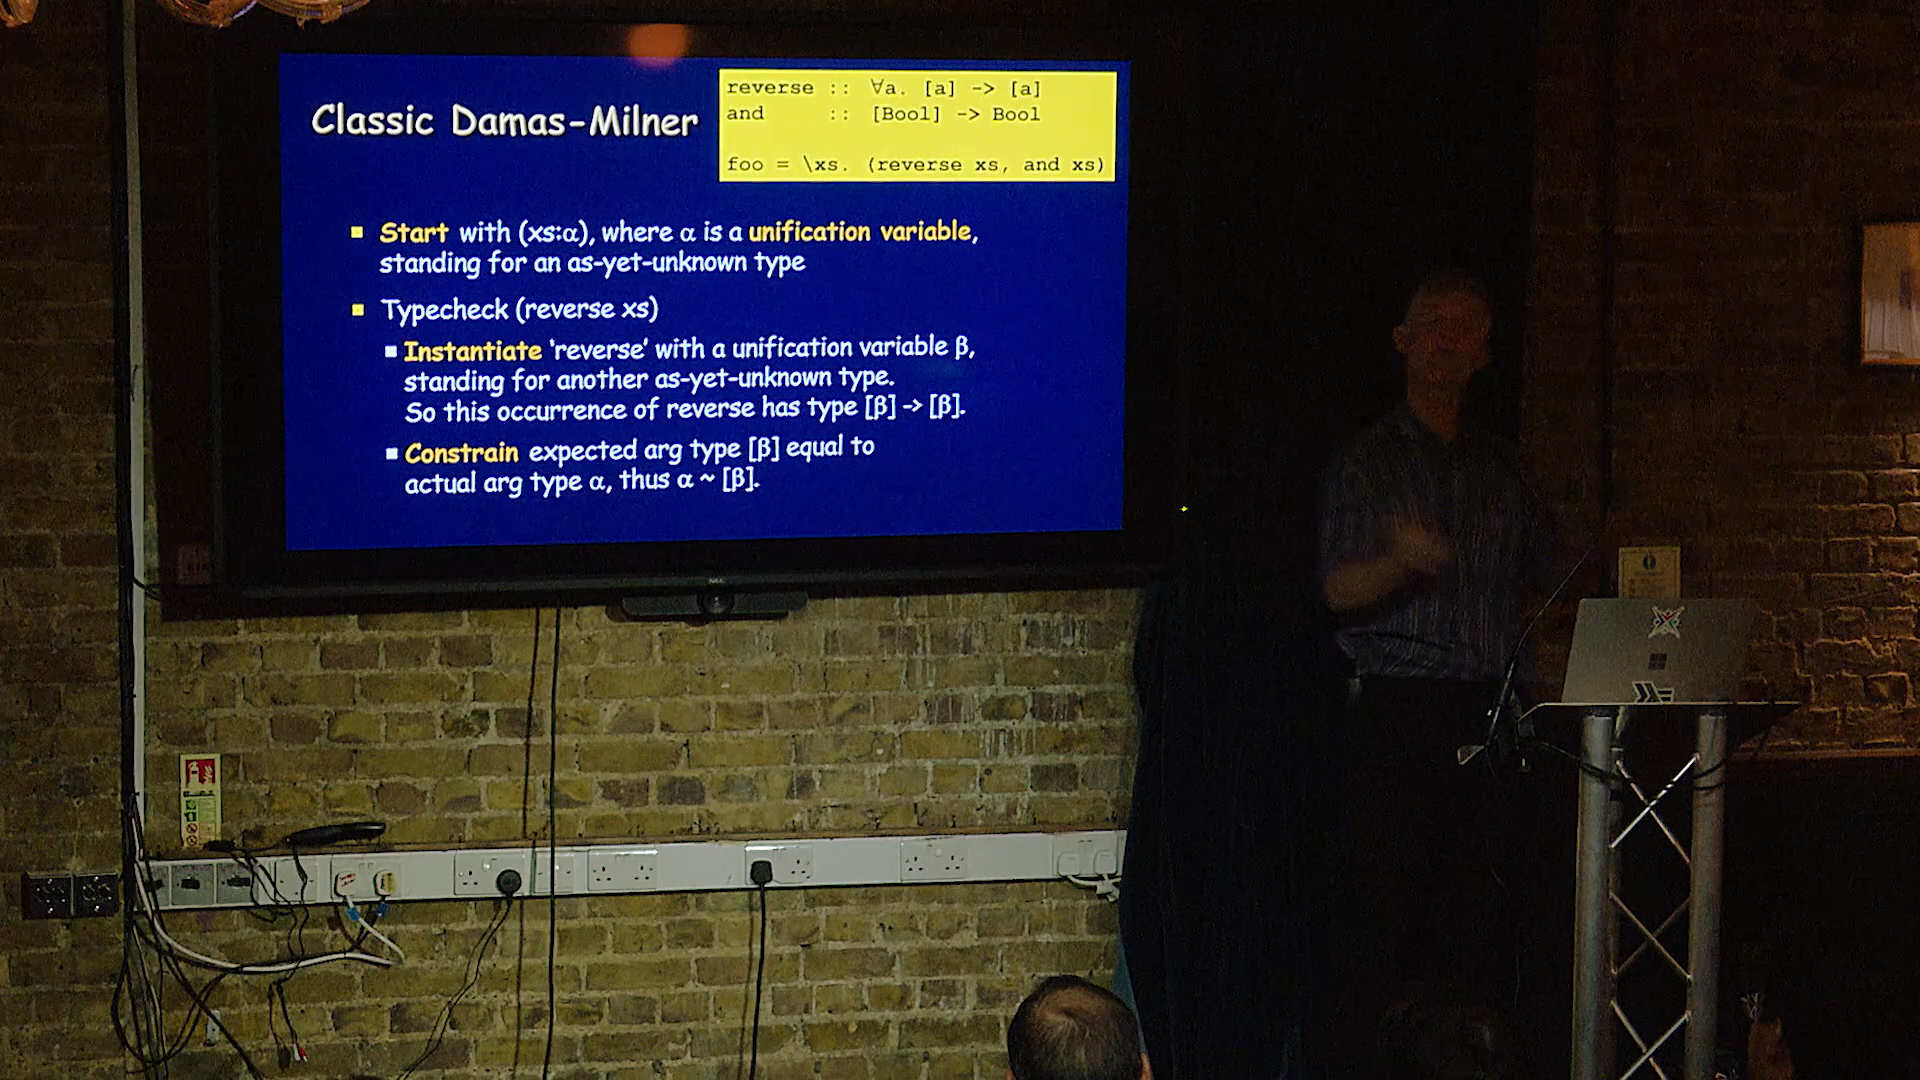 Classic Damas-Milner
reverse :: ∀a. [a] -> [a]
and :: [Bool] -> Bool
foo = \xs. (reverse xs, and xs)
Start with (xs:α), where α is a unification variable,
standing for an as-yet-unknown type
Typecheck (reverse xs)
Instantiate ‘reverse’ with a unification variable β,
standing for another as-yet-unknown type.
So this occurrence of reverse has type [β] -> [β].
Constrain expected arg type [β] equal to
actual arg type α, thus α ~ [β].
NEC